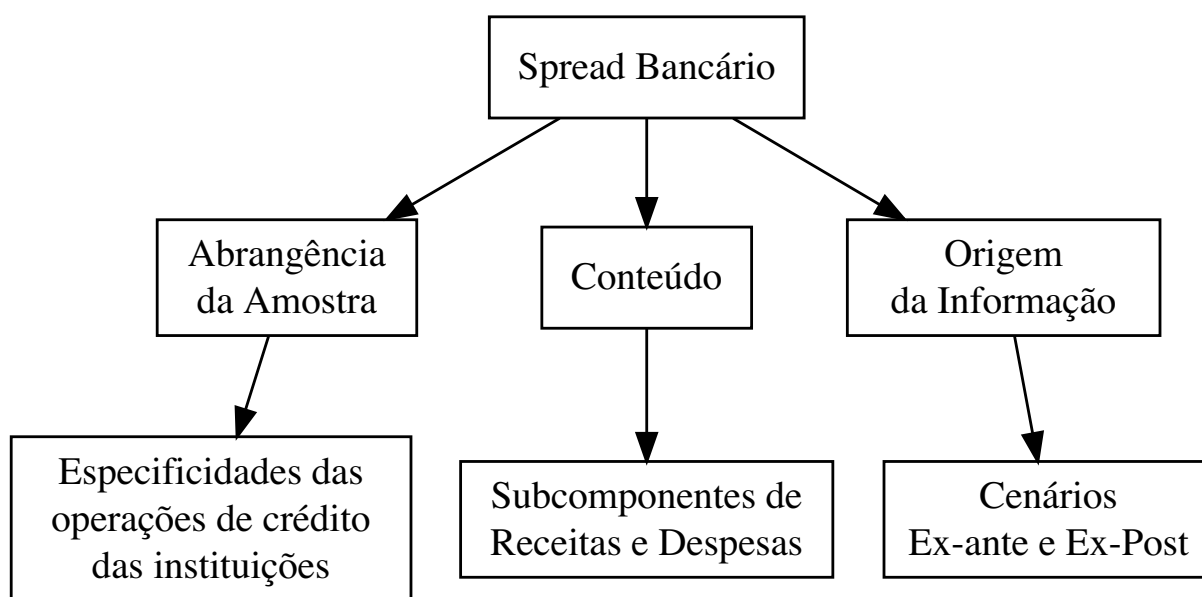 Spread Bancário
Abrangência
da Amostra
Conteúdo
Origem
da Informação
Especificidades das
operações de crédito
das instituições
Subcomponentes de
Receitas e Despesas
Cenários
Ex-ante e Ex-Post